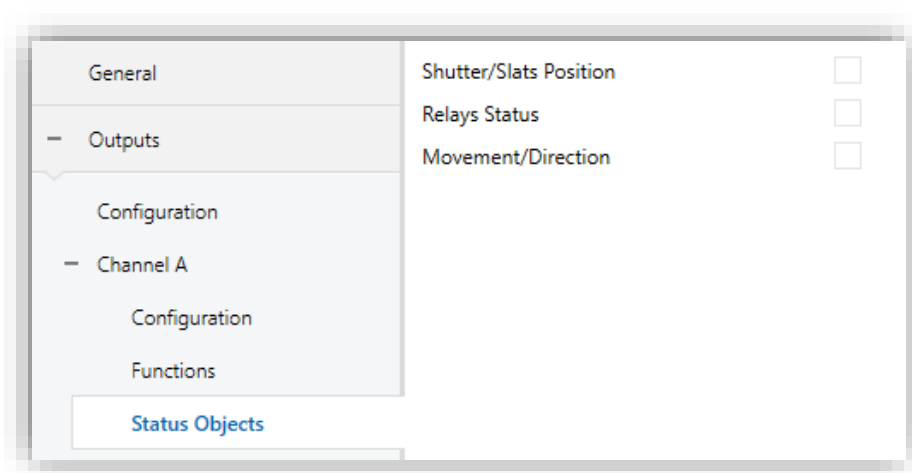 General
Outputs
Configuration
Channel A
Configuration
Functions
Status Objects
Shutter/Slats Position
Relays Status
Movement/Direction